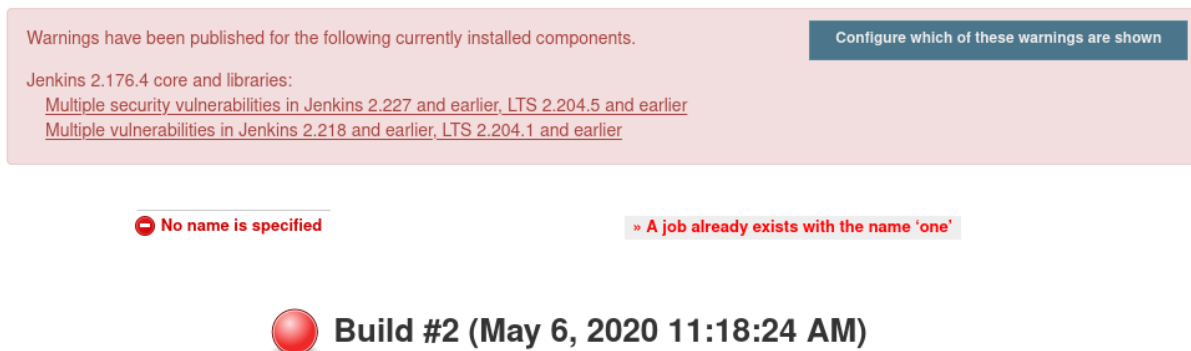 Warnings have been published for the following currently installed components.
Configure which of these warnings are shown
Jenkins 2.176.4 core and libraries:
Multiple security vulnerabilities in Jenkins 2.227 and earlier, LTS 2.204.5 and earlier
Multiple vulnerabilities in Jenkins 2.218 and earlier, LTS 2.204.1 and earlier
No name is specified
» A job already exists with the name ‘one’
Build #2 (May 6, 2020 11:18:24 AM)